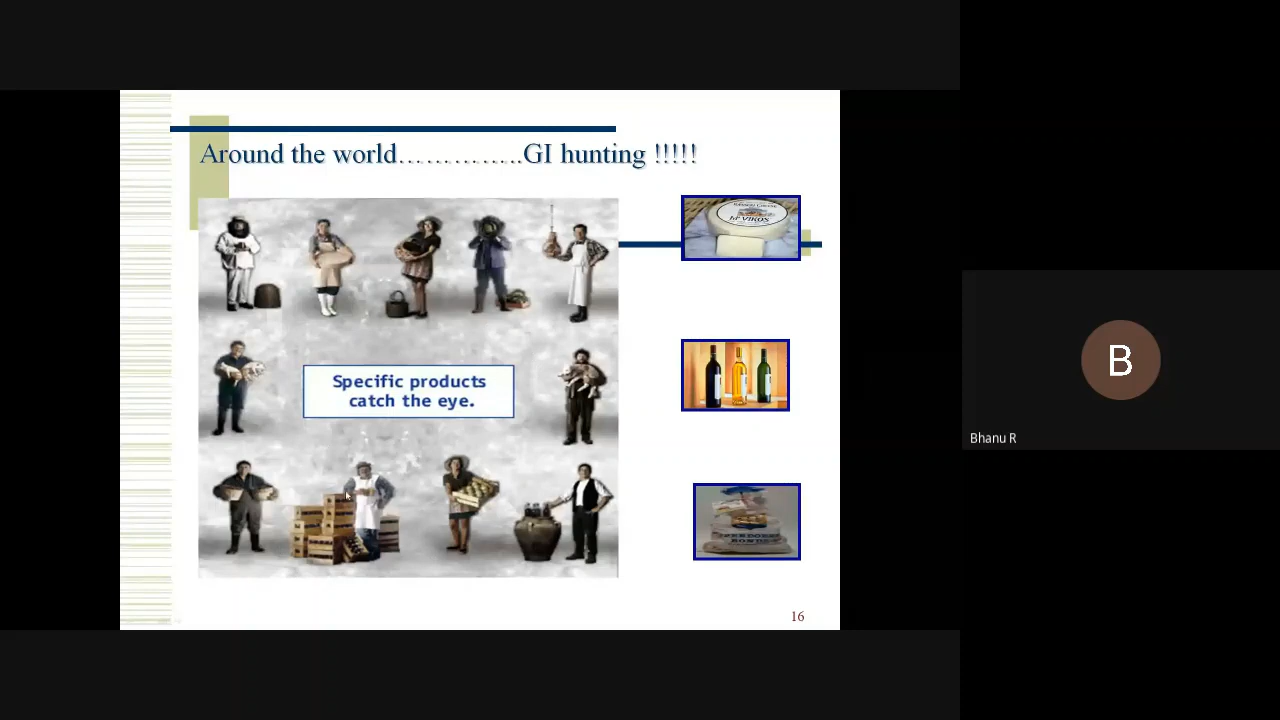 Around the world…………..GI hunting !!!!!
Specific products
catch the eye.
16
B
Bhanu R